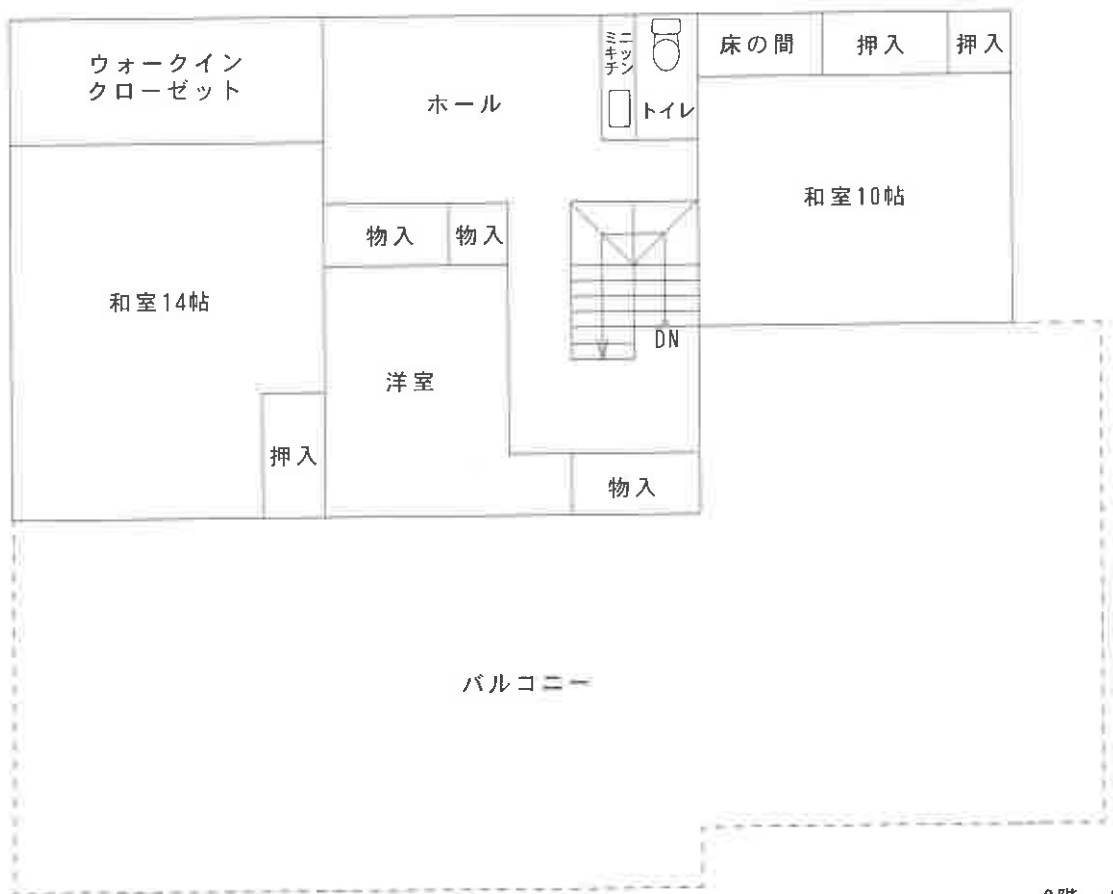 ウォークイン
クローゼット
ホール
ミニ
キッチン
トイレ
床の間
押入
押入
和室10帖
物入
物入
和室14帖
DN
洋室
押入
物入
バルコニー
2階